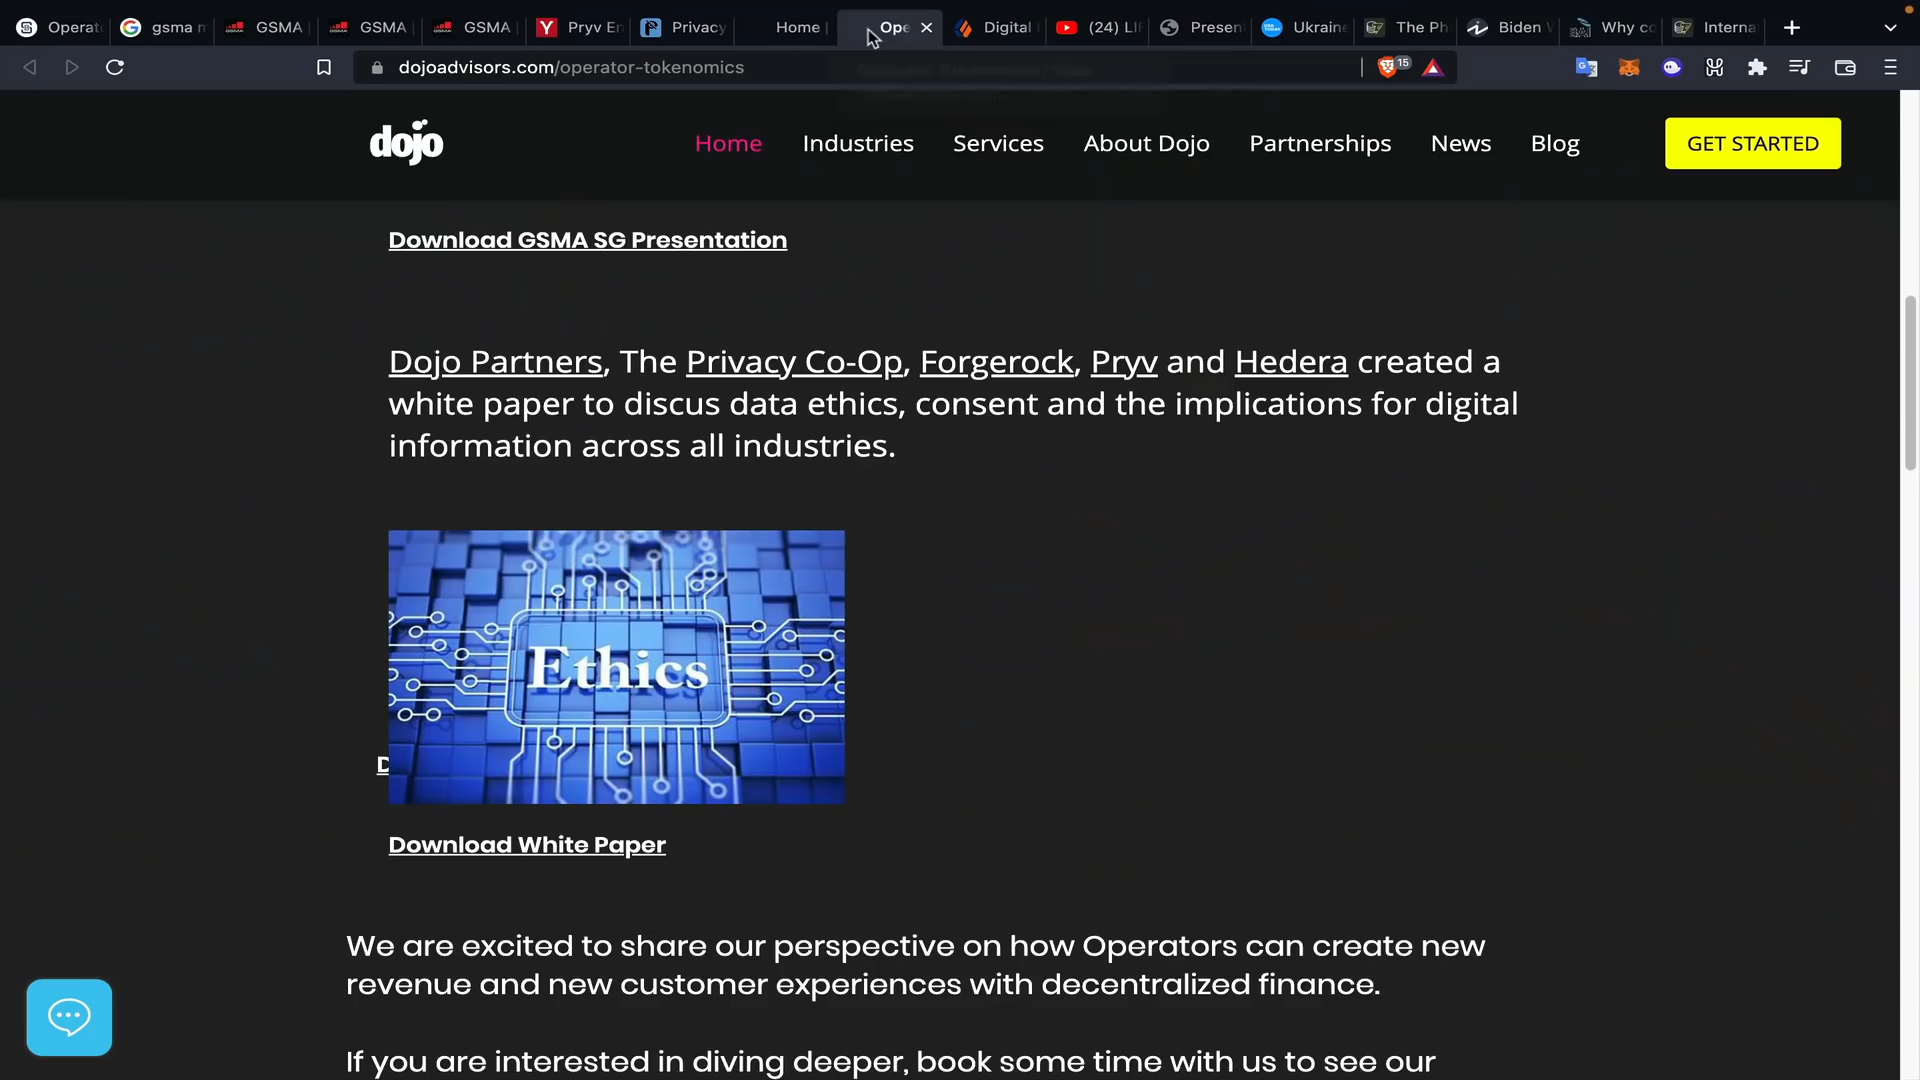 Operat
gsma m
GSMA
GSMA
GSMA
Pryv En
Privacy
Home
Ope
Digital
(24) LI
Presen
Ukraine
The Ph
Biden
Why co
Interna
dojoadvisors.com/operator-tokenomics
15
dojo
Home
Industries
Services
About Dojo
Partnerships
News
Blog
GET STARTED
Download GSMA SG Presentation
Dojo Partners, The Privacy Co-Op, Forgerock, Pryv and Hedera created a
white paper to discus data ethics, consent and the implications for digital
information across all industries.
Ethics
D
Download White Paper
We are excited to share our perspective on how Operators can create new
revenue and new customer experiences with decentralized finance.
If you are interested in diving deeper, book some time with us to see our